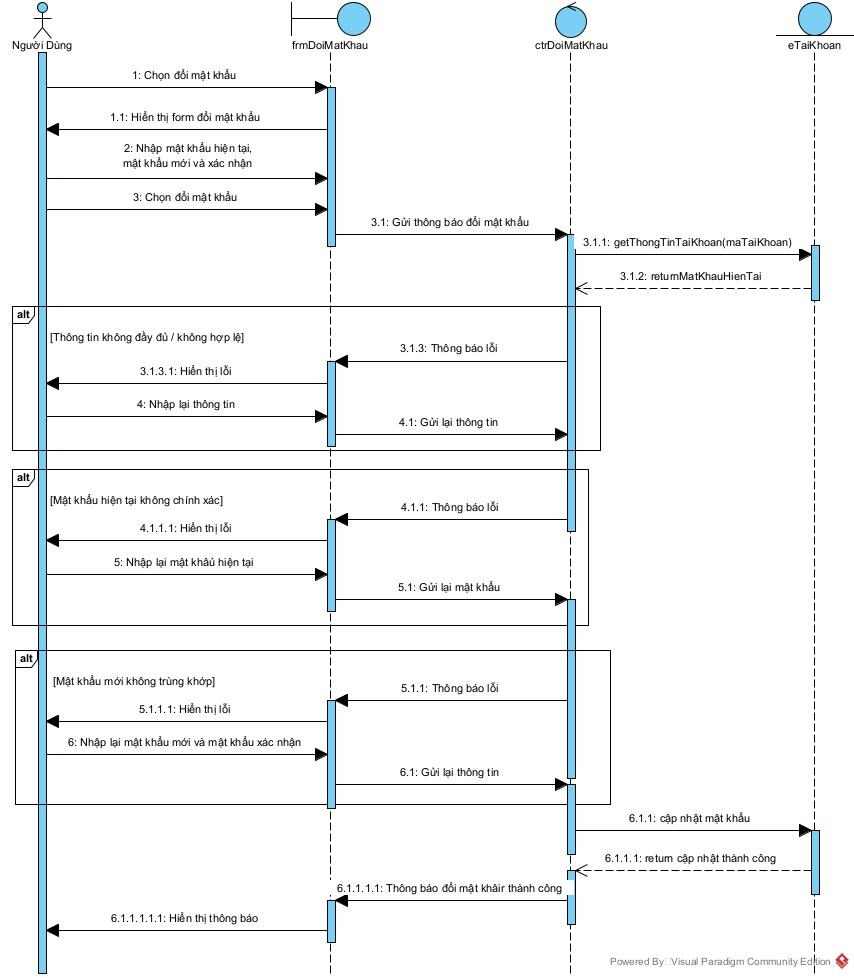 Người Dùng
frmDoiMatKhau
ctrDoiMatKhau
eTaiKhoan
1: Chọn đổi mật khẩu
1.1: Hiển thị form đổi mật khẩu
2: Nhập mật khẩu hiện tại,
mật khẩu mới và xác nhận
3: Chọn đổi mật khẩu
3.1: Gửi thông báo đổi mật khẩu
3.1.1: getThongTinTaiKhoan(maTaiKhoan)
3.1.2: returnMatKhauHienTai
alt
[Thông tin không đầy đủ / không hợp lệ]
3.1.3: Thông báo lỗi
3.1.3.1: Hiển thị lỗi
4: Nhập lại thông tin
4.1: Gửi lại thông tin
alt
[Mật khẩu hiện tại không chính xác]
4.1.1: Thông báo lỗi
4.1.1.1: Hiển thị lỗi
5: Nhập lại mật khâủ hiện tại
5.1: Gửi lại mật khẩu
alt
[Mật khẩu mới không trùng khớp]
5.1.1: Thông báo lỗi
5.1.1.1: Hiển thị lỗi
6: Nhập lại mật khẩu mới và mật khẩu xác nhận
6.1: Gửi lại thông tin
6.1.1: cập nhật mật khẩu
6.1.1.1: return cập nhật thành công
6.1.1.1.1: Thông báo đổi mật khâir thành công
6.1.1.1.1.1: Hiển thị thông báo
Powered By Visual Paradigm Community Edition